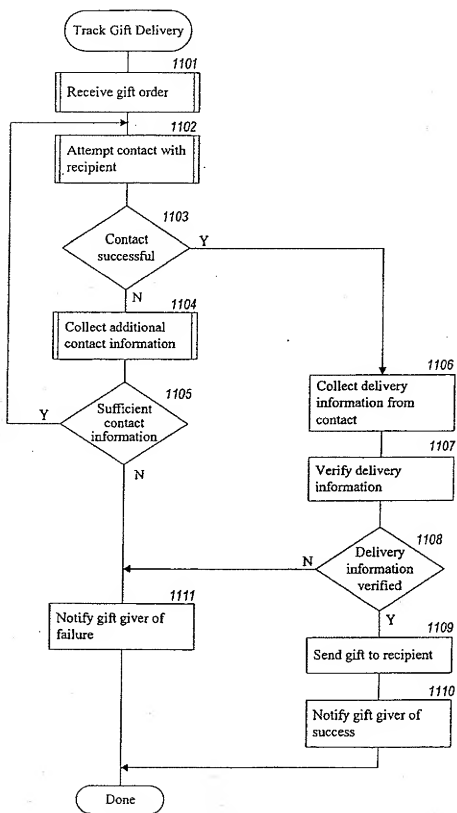 Track Gift Delivery
1101
Receive gift order
1102
Attempt contact with
recipient
1103
Contact
successful
Y
N
1104
Collect additional
contact information
1105
Sufficient
contact
information
Y
N
1106
Collect delivery
information from
contact
1107
Verify delivery
information
1108
Delivery
information
verified
N
Y
1109
Send gift to recipient
1110
Notify gift giver of
success
1111
Notify gift giver of
failure
Done